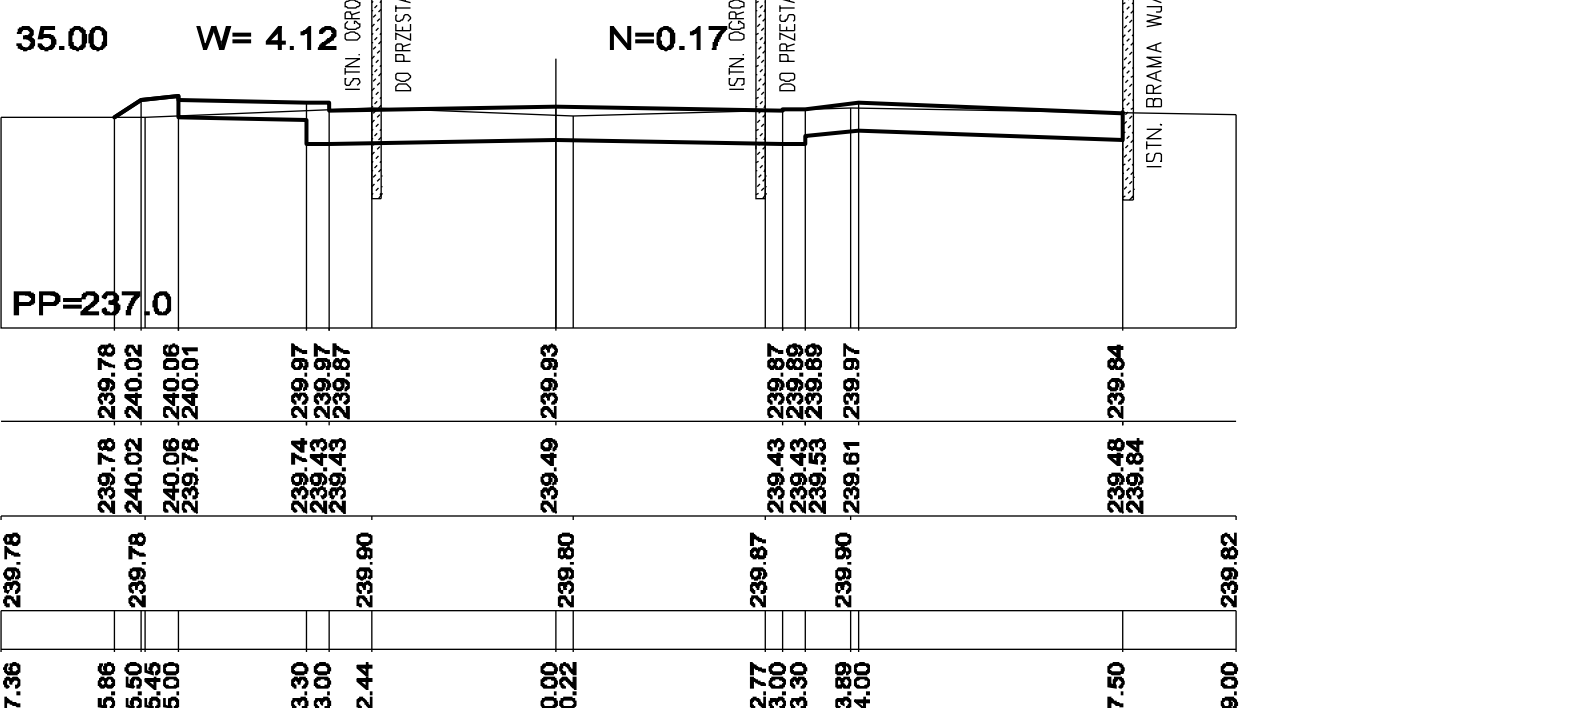 35.00 W= 4.12 N=0.17
ISTN. OGRO
DO PRZESTA
ISTN. OGRO
DO PRZESTA
ISTN. BRAMA WJA
PP=237.0
239.78 240.02 240.06 240.01 239.97 239.97 239.87 239.93 239.87 239.89 239.89 239.97 239.84
239.78 240.02 240.06 239.78 239.74 239.43 239.43 239.49 239.43 239.43 239.53 239.61 239.48 239.84
239.78 239.78 239.90 239.80 239.87 239.90 239.82
7.36 5.86 5.50 5.45 5.00 3.30 3.00 2.44 0.00 0.22 2.77 3.00 3.30 3.89 4.00 7.50 9.00